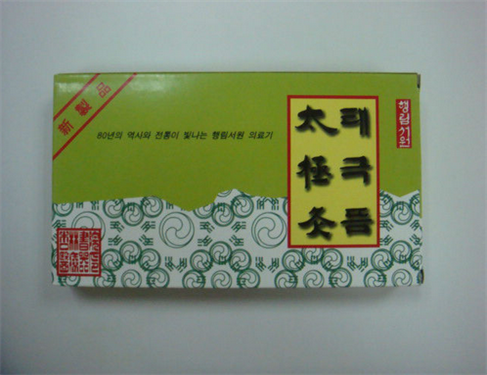 新製品
80년의 역사와 전통이 빛나는 행림서원 의료기
太極灸
태극뜸
행림서원